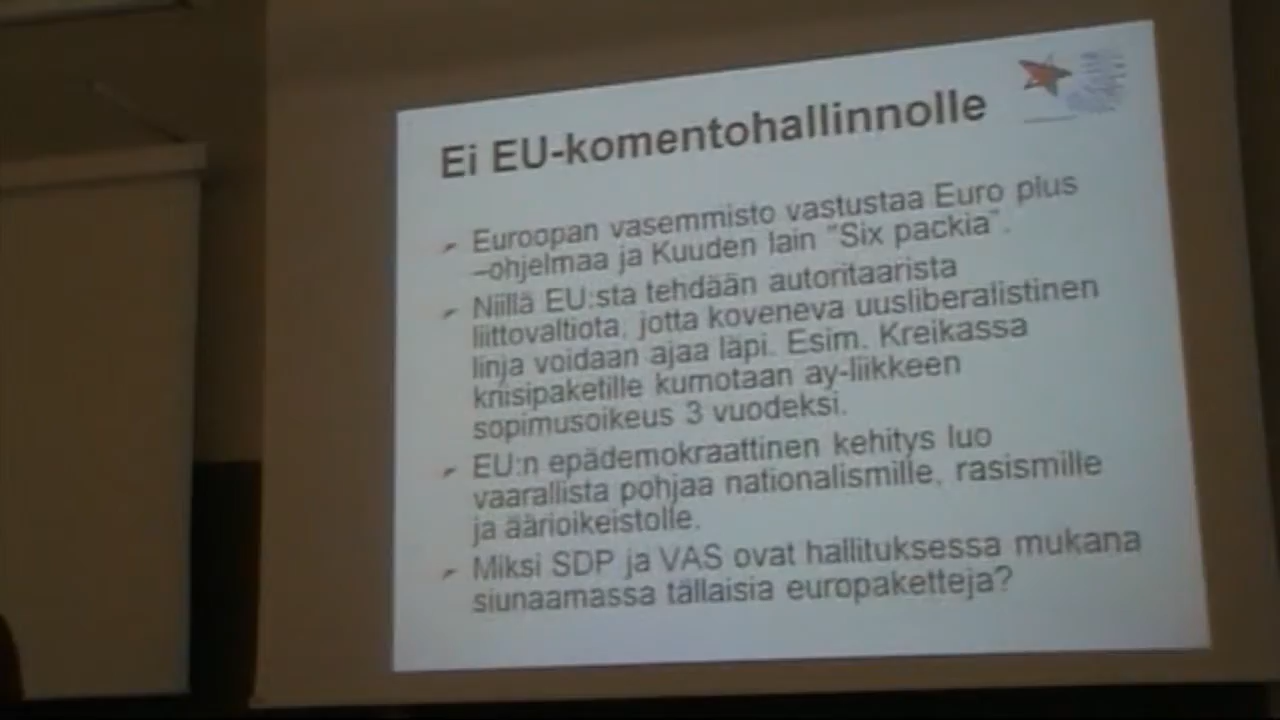 Ei EU-komentohallinnolle
Euroopan vasemmisto vastustaa Euro plus
–ohjelmaa ja Kuuden lain "Six packia".
Niillä EU:sta tehdään autoritaarista
liittovaltiota, jotta koveneva uusliberalistinen
linja voidaan ajaa läpi. Esim. Kreikassa
kriisipaketille kumotaan ay-liikkeen
sopimusoikeus 3 vuodeksi.
EU:n epädemokraattinen kehitys luo
vaarallista pohjaa nationalismille, rasismille
ja äärioikeistolle.
Miksi SDP ja VAS ovat hallituksessa mukana
siunaamassa tällaisia europaketteja?